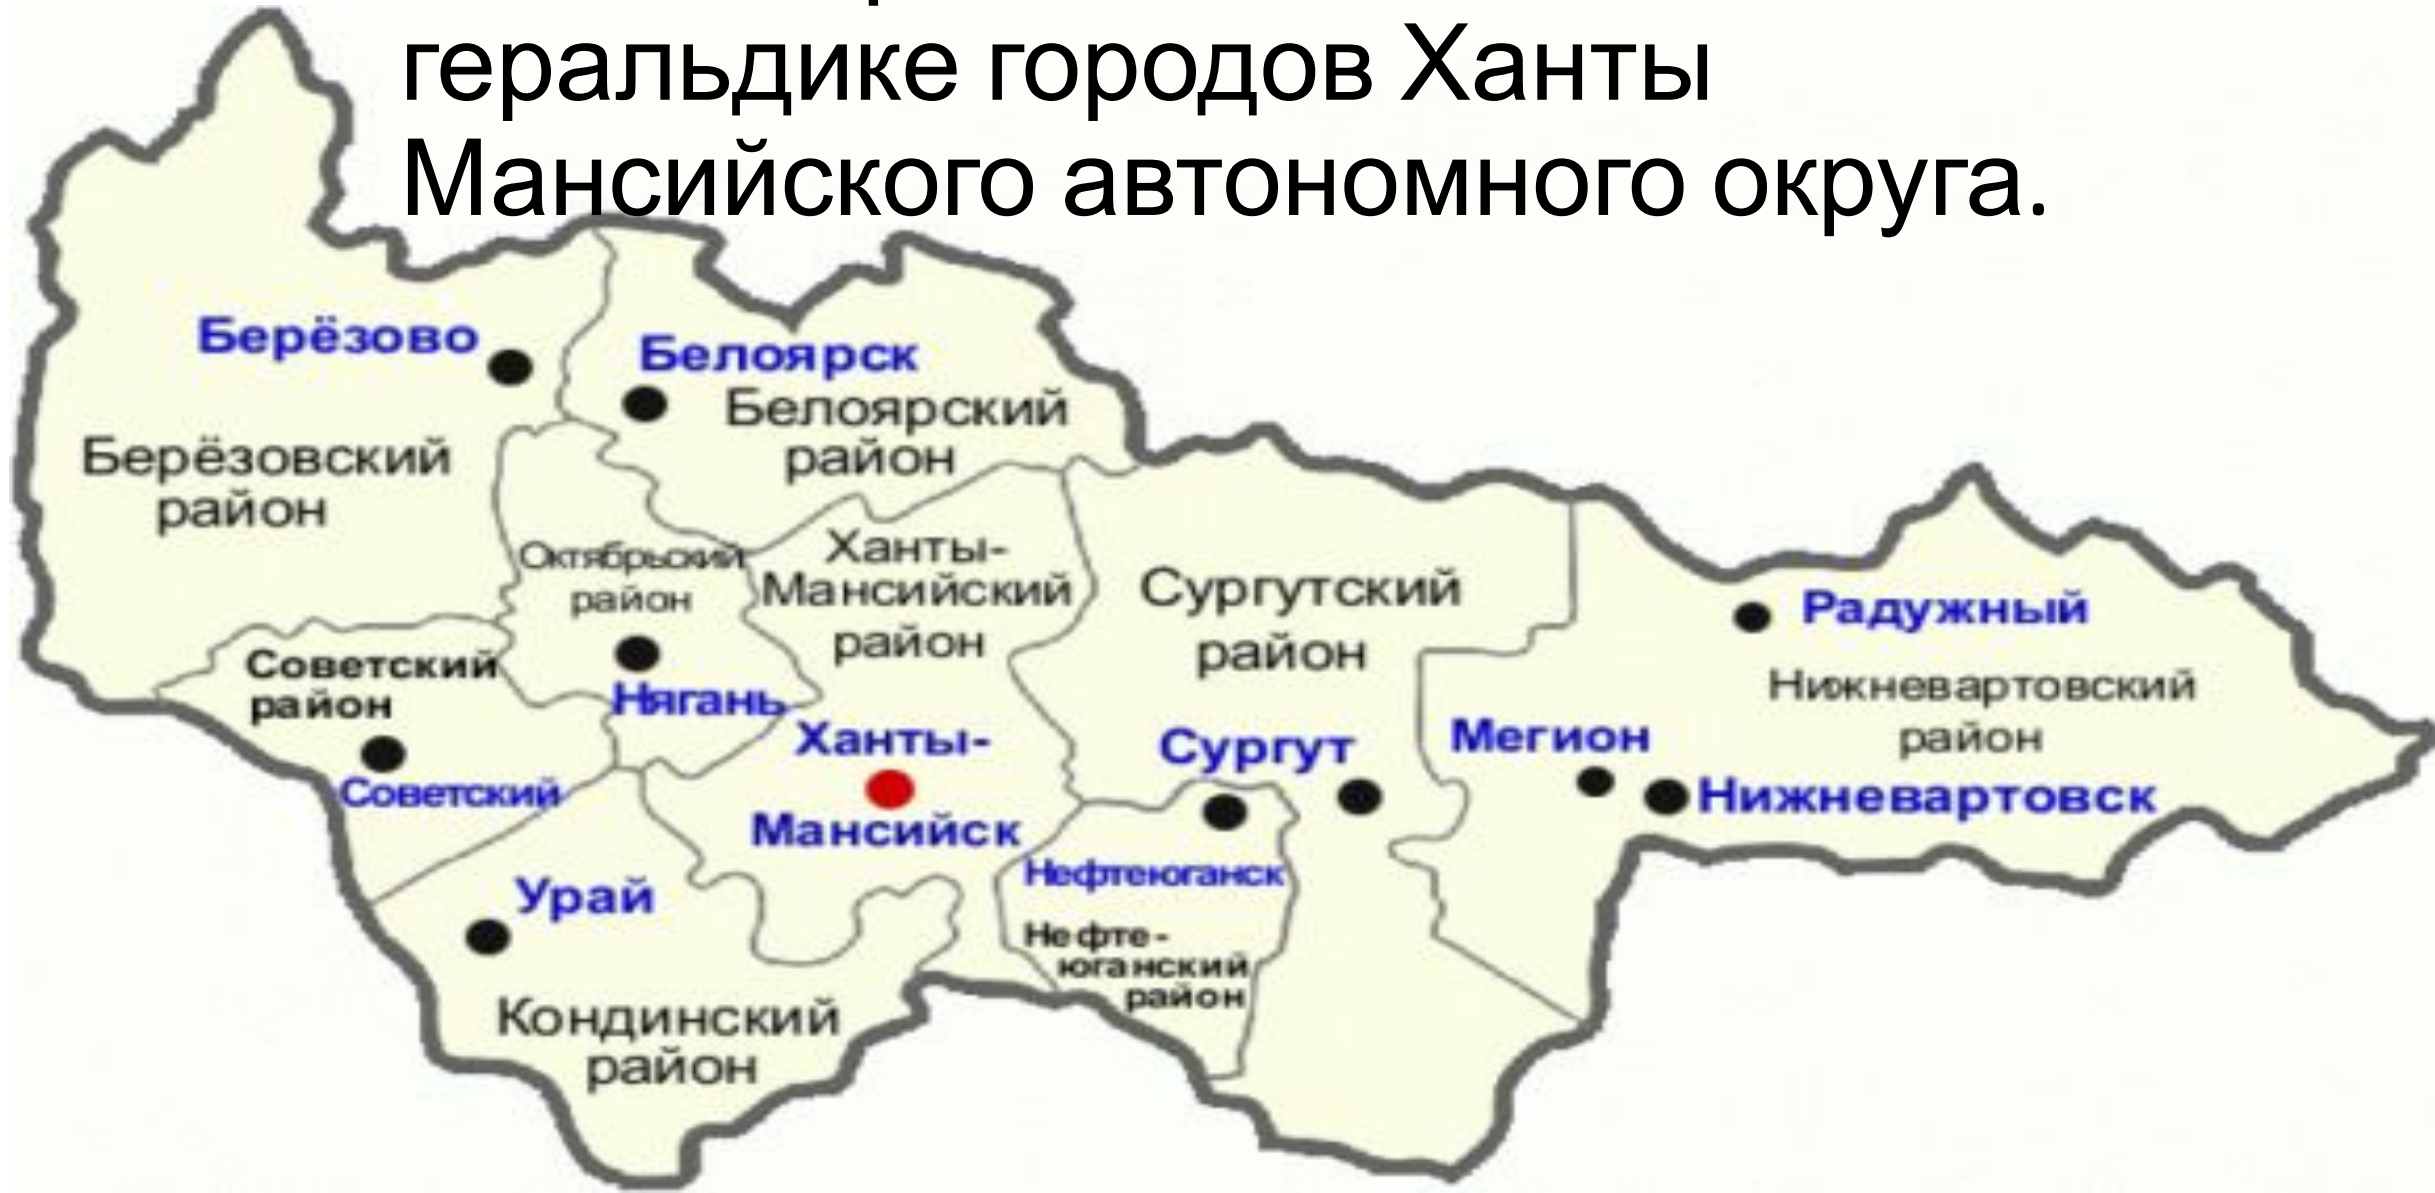 геральдике городов Ханты
Мансийского автономного округа.
Берёзово
Белоярск
Белоярский
район
Берёзовский
район
Октябрьский
район
Ханты-
Мансийский
район
Сургутский
район
Радужный
Советский
район
Нягань
Нижневартовский
район
Ханты-
Мансийск
Сургут
Мегион
Советский
Нижневартовск
Урай
Нефтеюганск
Нефте-
юганский
район
Кондинский
район